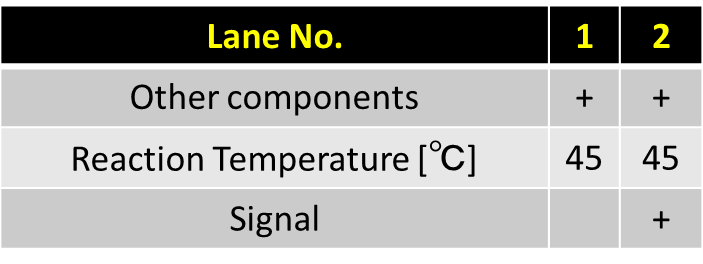 Lane No. 1 2
Other components + +
Reaction Temperature [℃] 45 45
Signal +